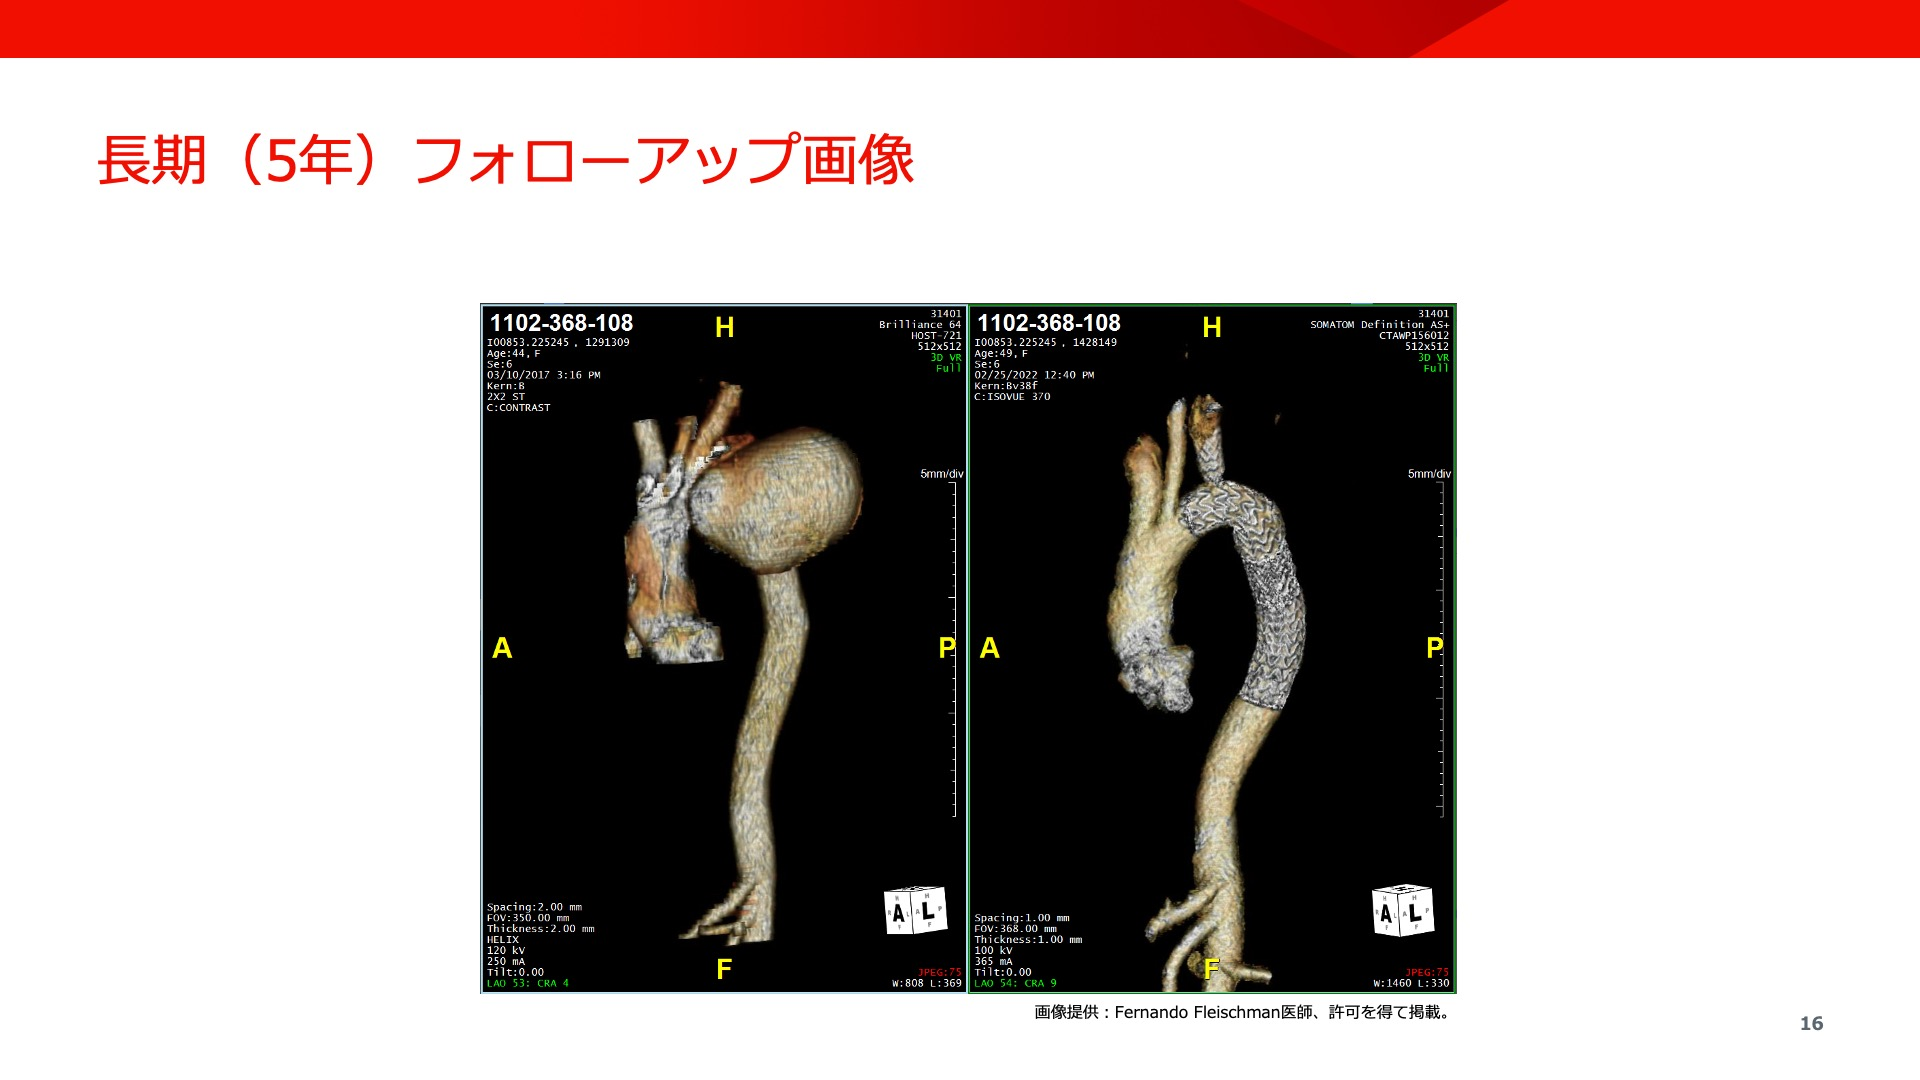 長期（5年）フォローアップ画像
1102-368-108
I00853.225245 , 1291309
Age:44, F
Se:6
03/10/2017 3:16 PM
Kern:B
2X2 ST
C:CONTRAST
H
31401
Brilliance 64
HOST-721
512x512
3D VR
Full
5mm/div
A
P
Spacing:2.00 mm
FOV:350.00 mm
Thickness:2.00 mm
HELIX
120 kV
250 mA
Tilt:0.00
LAO 53: CRA 4
F
A L
JPEG:75
W:808 L:369
1102-368-108
I00853.225245 , 1428149
Age:49, F
Se:6
02/25/2022 12:40 PM
Kern:Bv38f
C:ISOVUE 370
H
31401
SOMATOM Definition AS+
CTAWP156012
512x512
3D VR
Full
5mm/div
A
P
Spacing:1.00 mm
FOV:368.00 mm
Thickness:1.00 mm
100 kV
365 mA
Tilt:0.00
LAO 54: CRA 9
F
A L
JPEG:75
W:1460 L:330
画像提供：Fernando Fleischman医師、許可を得て掲載。
16